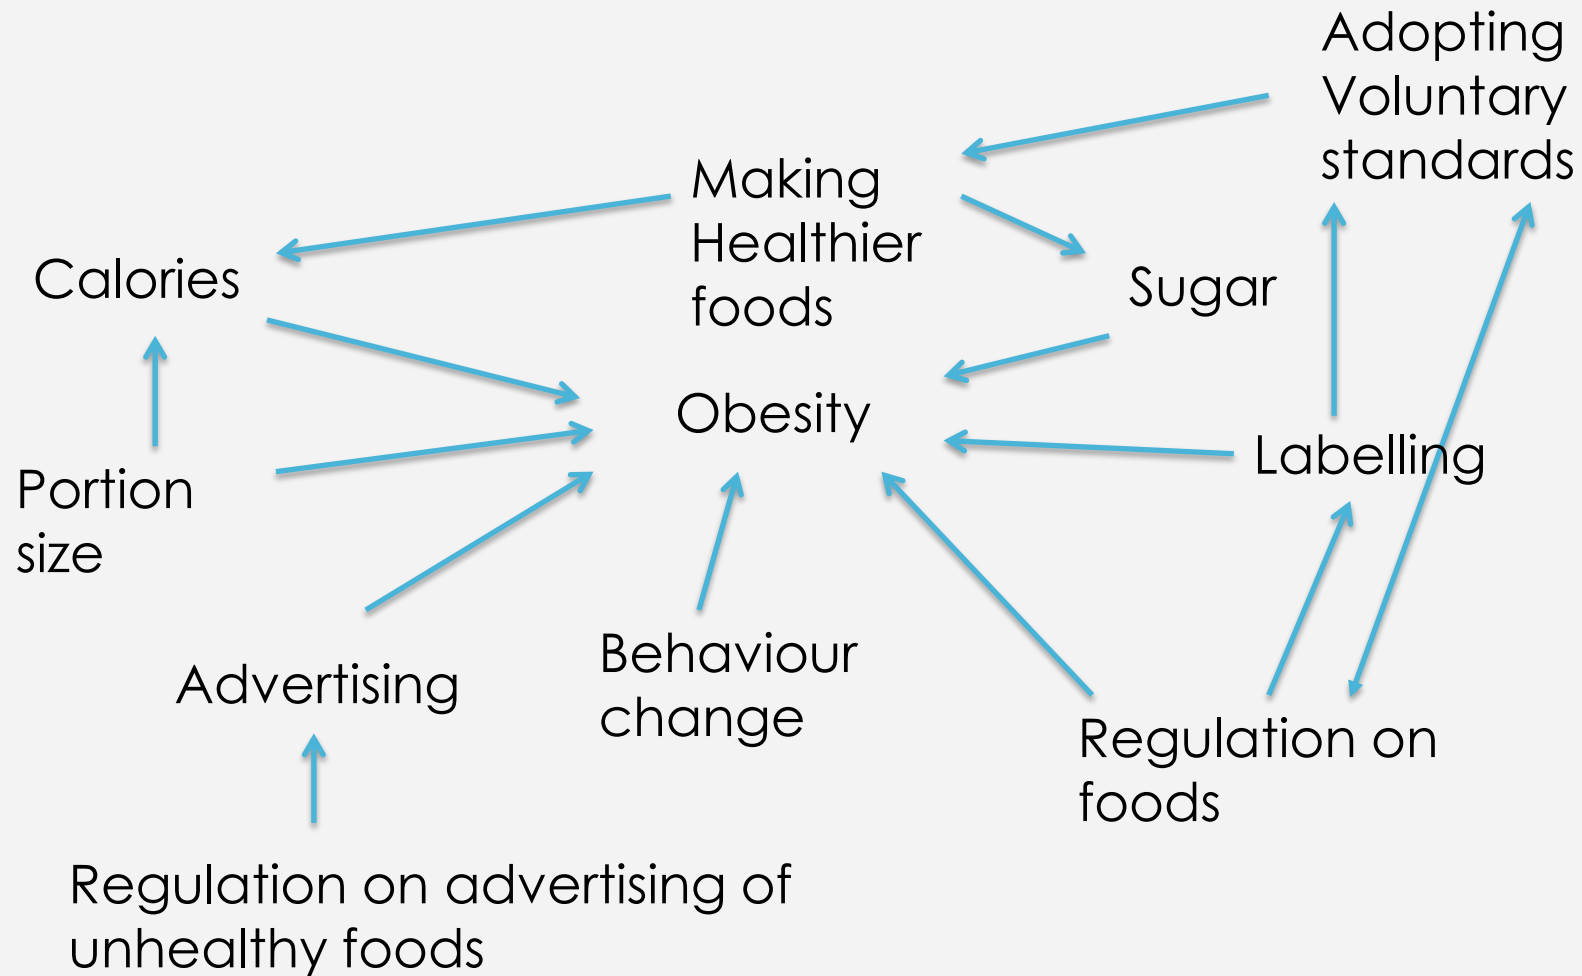 Adopting
Voluntary
standards
Making
Healthier
foods
Calories
Sugar
Obesity
Labelling
Portion
size
Behaviour
change
Advertising
Regulation on
foods
Regulation on advertising of
unhealthy foods